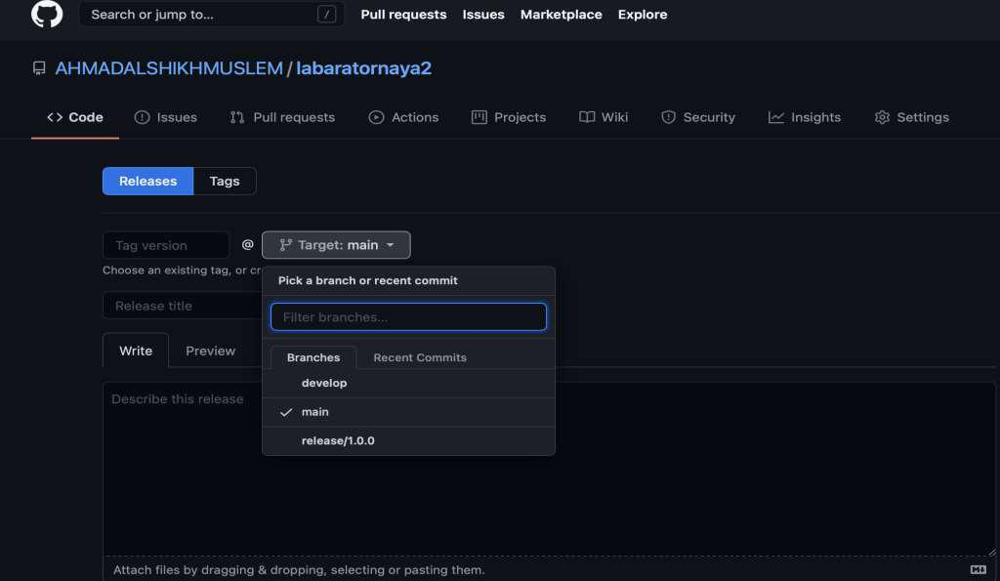 Search or jump to... /
Pull requests Issues Marketplace Explore
AHMADALSHIKHMUSLEM / labaratornaya2
<> Code Issues Pull requests Actions Projects Wiki Security Insights Settings
Releases Tags
Tag version @ Target: main
Choose an existing tag, or cr
Pick a branch or recent commit
Release title
Filter branches...
Write Preview
Branches Recent Commits
Describe this release
develop
main
release/1.0.0
Attach files by dragging & dropping, selecting or pasting them.